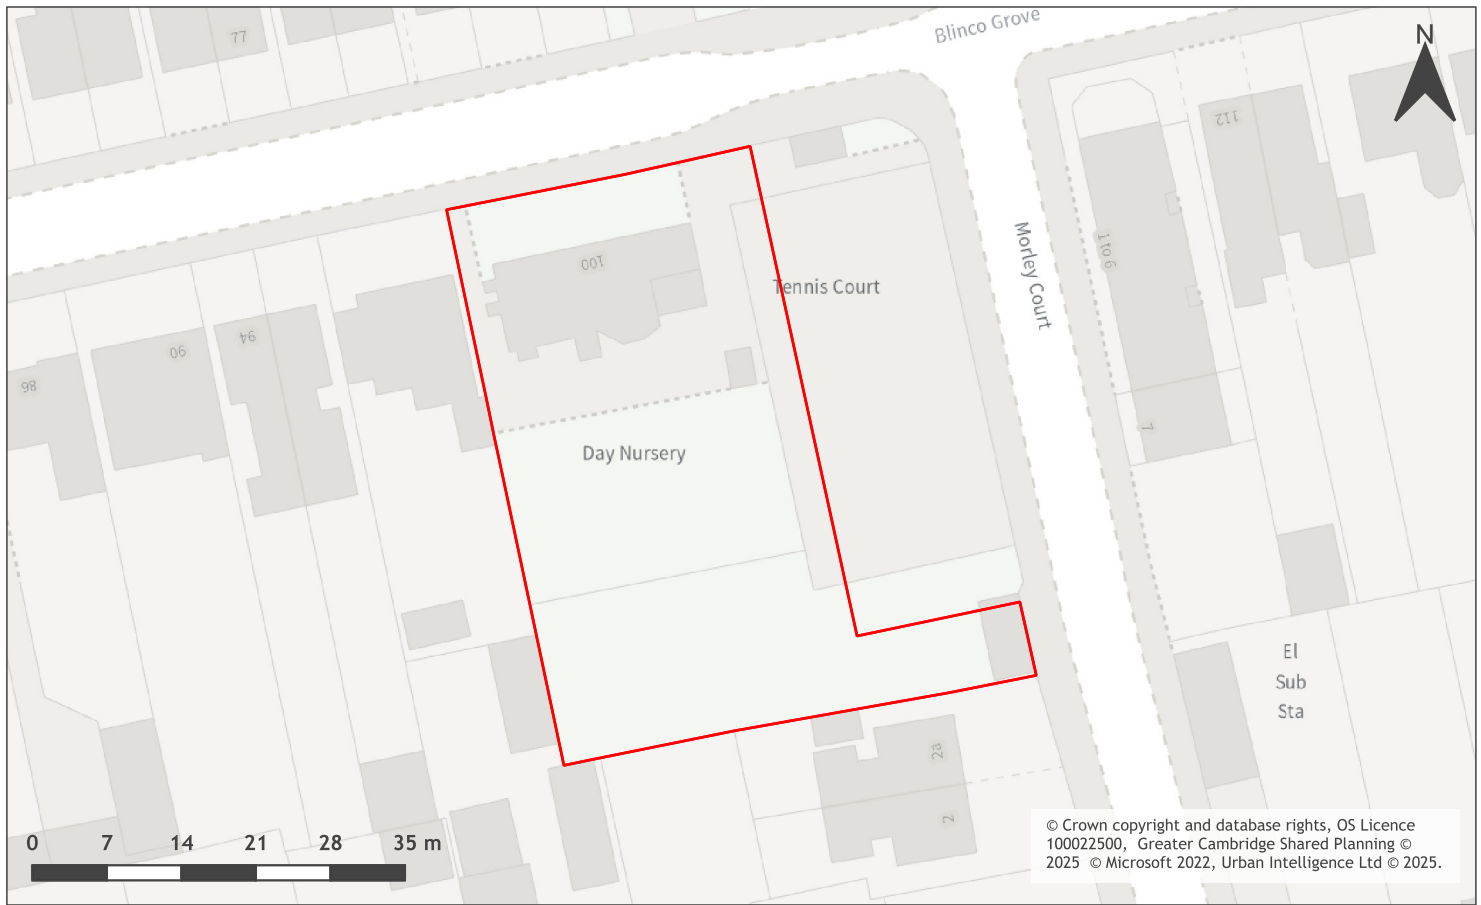 Blinco Grove
N
77
112
100
1 to 6
Morley Court
Tennis Court
94
90
86
7
Day Nursery
El
Sub
Sta
2a
2
0 7 14 21 28 35 m
© Crown copyright and database rights, OS Licence
100022500, Greater Cambridge Shared Planning ©
2025 © Microsoft 2022, Urban Intelligence Ltd © 2025.